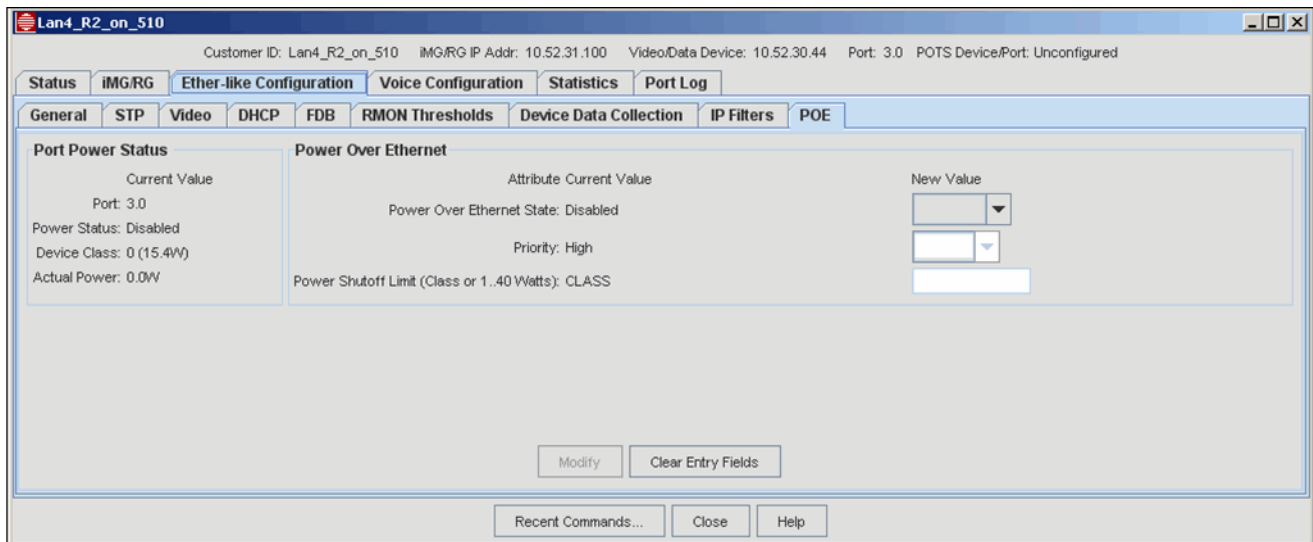 Lan4_R2_on_510
Customer ID: Lan4_R2_on_510 iMG/RG IP Addr: 10.52.31.100 Video/Data Device: 10.52.30.44 Port: 3.0 POTS Device/Port: Unconfigured
Status iMG/RG Ether-like Configuration Voice Configuration Statistics Port Log
General STP Video DHCP FDB RMON Thresholds Device Data Collection IP Filters POE
Port Power Status
Current Value
Port: 3.0
Power Status: Disabled
Device Class: 0 (15.4W)
Actual Power: 0.0W
Power Over Ethernet
Attribute Current Value New Value
Power Over Ethernet State: Disabled
Priority: High
Power Shutoff Limit (Class or 1..40 Watts): CLASS
Modify Clear Entry Fields
Recent Commands... Close Help